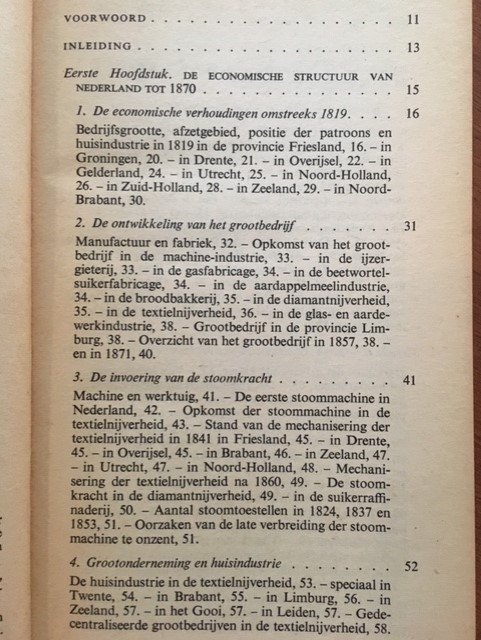 VOORWOORD . . . . . . . . . . . . . . . . . . . . 11
INLEIDING . . . . . . . . . . . . . . . . . . . . 13
Eerste Hoofdstuk. DE ECONOMISCHE STRUCTUUR VAN
NEDERLAND TOT 1870 . . . . . . . . . . . . . 15
1. De economische verhoudingen omstreeks 1819. . . . 16
Bedrijfsgrootte, afzetgebied, positie der patroons en
huisindustrie in 1819 in de provincie Friesland, 16. – in
Groningen, 20. – in Drente, 21. – in Overijsel, 22. – in
Gelderland, 24. – in Utrecht, 25. – in Noord-Holland,
26. – in Zuid-Holland, 28. – in Zeeland, 29. – in Noord-
Brabant, 30.
2. De ontwikkeling van het grootbedrijf . . . . . . . 31
Manufactuur en fabriek, 32. – Opkomst van het groot-
bedrijf in de machine-industrie, 33. – in de ijzer-
gieterij, 33. – in de gasfabricage, 34. – in de beetwortel-
suikerfabricage, 34. – in de aardappelmeelindustrie,
34. – in de broodbakkerij, 35. – in de diamantnijverheid,
35. – in de textielnijverheid, 36. – in de glas- en aarde-
werkindustrie, 38. – Grootbedrijf in de provincie Lim-
burg, 38. – Overzicht van het grootbedrijf in 1857, 38. –
en in 1871, 40.
3. De invoering van de stoomkracht . . . . . . . . . 41
Machine en werktuig, 41. – De eerste stoommachine in
Nederland, 42. – Opkomst der stoommachine in de
textielnijverheid, 43. – Stand van de mechanisering der
textielnijverheid in 1841 in Friesland, 45. – in Drente,
45. – in Overijsel, 45. – in Brabant, 46. – in Zeeland, 47.
– in Utrecht, 47. – in Noord-Holland, 48. – Mechani-
sering der textielnijverheid na 1860, 49. – De stoom-
kracht in de diamantnijverheid, 49. – in de suikerraffi-
naderij, 50. – Aantal stoomtoestellen in 1824, 1837 en
1853, 51. – Oorzaken van de late verbreiding der stoom-
machine te onzent, 51.
4. Grootonderneming en huisindustrie . . . . . . . . 52
De huisindustrie in de textielnijverheid, 53. – speciaal in
Twente, 54. – in Brabant, 55. – in Limburg, 56. – in
Zeeland, 57. – in het Gooi, 57. – in Leiden, 57. – Gede-
centraliseerde grootbedrijven in de textielnijverheid, 58.